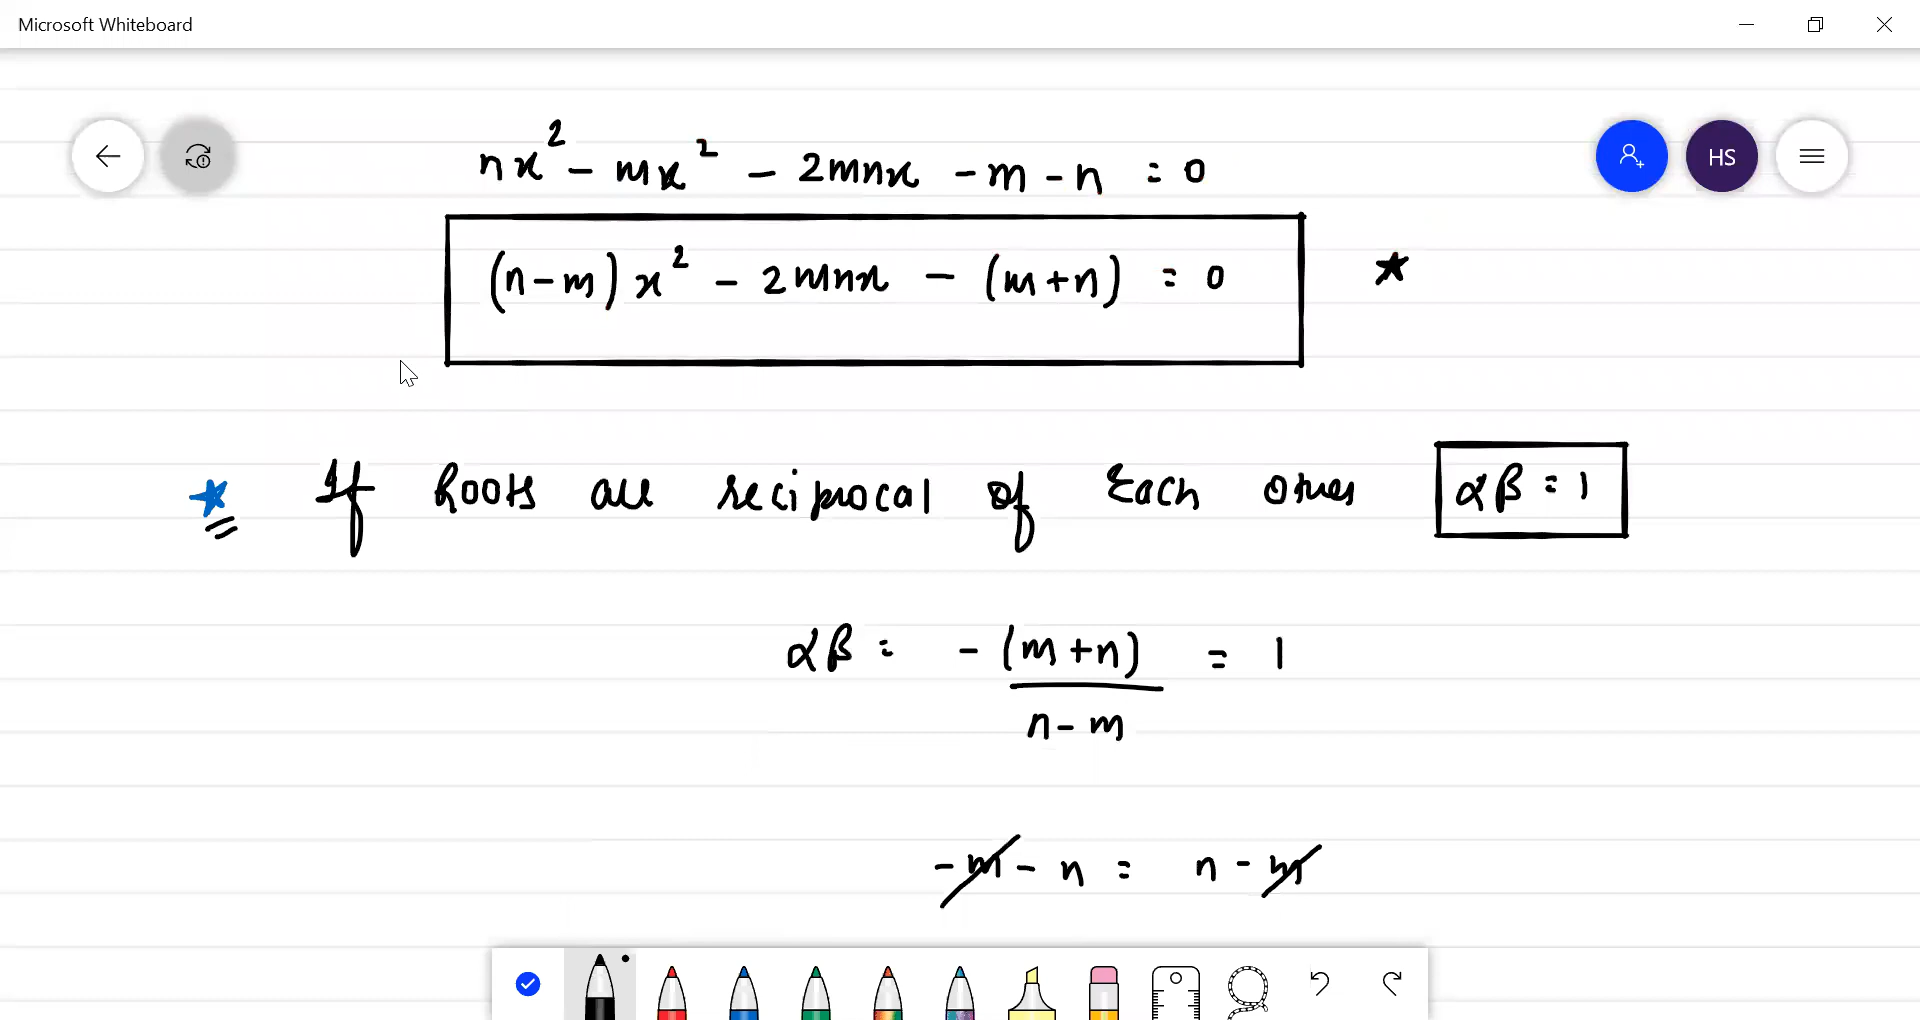 Microsoft Whiteboard
nx² - mx² - 2mnx - m - n = 0
HS
(n-m)x² - 2mnx - (m+n) = 0
If Roots are reciprocal of Each other αβ = 1
αβ = -(m+n) = 1
n-m
-m - n = n - m